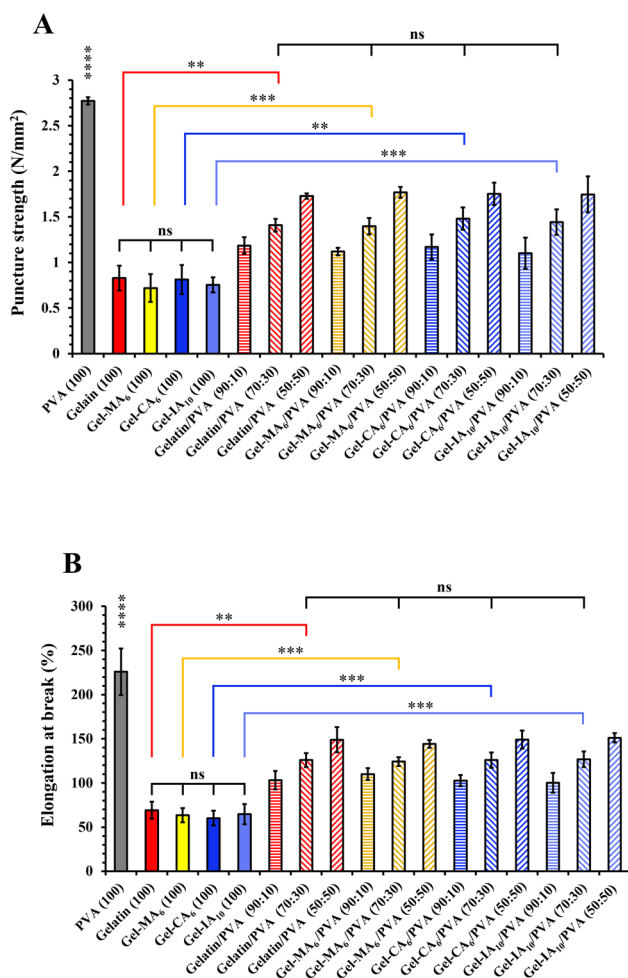 A
ns
****
**
***
**
***
ns
Puncture strength (N/mm²)
3
2.5
2
1.5
1
0.5
0
PVA (100)
Gelain (100)
Gel-MA₆ (100)
Gel-CA₆ (100)
Gel-IA₁₀ (100)
Gelatin/PVA (90:10)
Gelatin/PVA (70:30)
Gelatin/PVA (50:50)
Gel-MA₆/PVA (90:10)
Gel-MA₆/PVA (70:30)
Gel-MA₆/PVA (50:50)
Gel-CA₆/PVA (90:10)
Gel-CA₆/PVA (70:30)
Gel-CA₆/PVA (50:50)
Gel-IA₁₀/PVA (90:10)
Gel-IA₁₀/PVA (70:30)
Gel-IA₁₀/PVA (50:50)
B
ns
****
**
***
***
***
ns
Elongation at break (%)
300
250
200
150
100
50
0
PVA (100)
Gelatin (100)
Gel-MA₆ (100)
Gel-CA₆ (100)
Gel-IA₁₀ (100)
Gelatin/PVA (90:10)
Gelatin/PVA (70:30)
Gelatin/PVA (50:50)
Gel-MA₆/PVA (90:10)
Gel-MA₆/PVA (70:30)
Gel-MA₆/PVA (50:50)
Gel-CA₆/PVA (90:10)
Gel-CA₆/PVA (70:30)
Gel-CA₆/PVA (50:50)
Gel-IA₁₀/PVA (90:10)
Gel-IA₁₀/PVA (70:30)
Gel-IA₁₀/PVA (50:50)